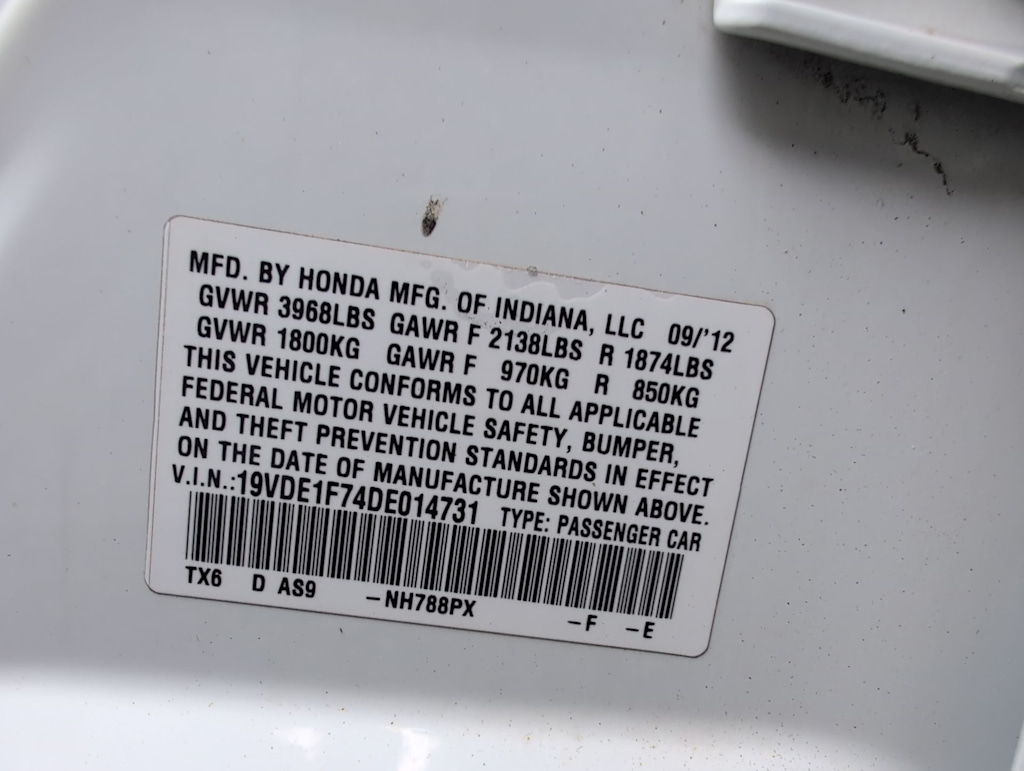 MFD. BY HONDA MFG. OF INDIANA, LLC 09/'12
GVWR 3968LBS GAWR F 2138LBS R 1874LBS
GVWR 1800KG GAWR F 970KG R 850KG
THIS VEHICLE CONFORMS TO ALL APPLICABLE
FEDERAL MOTOR VEHICLE SAFETY, BUMPER,
AND THEFT PREVENTION STANDARDS IN EFFECT
ON THE DATE OF MANUFACTURE SHOWN ABOVE.
V.I.N.:19VDE1F74DE014731 TYPE: PASSENGER CAR
TX6 D AS9 –NH788PX –F –E